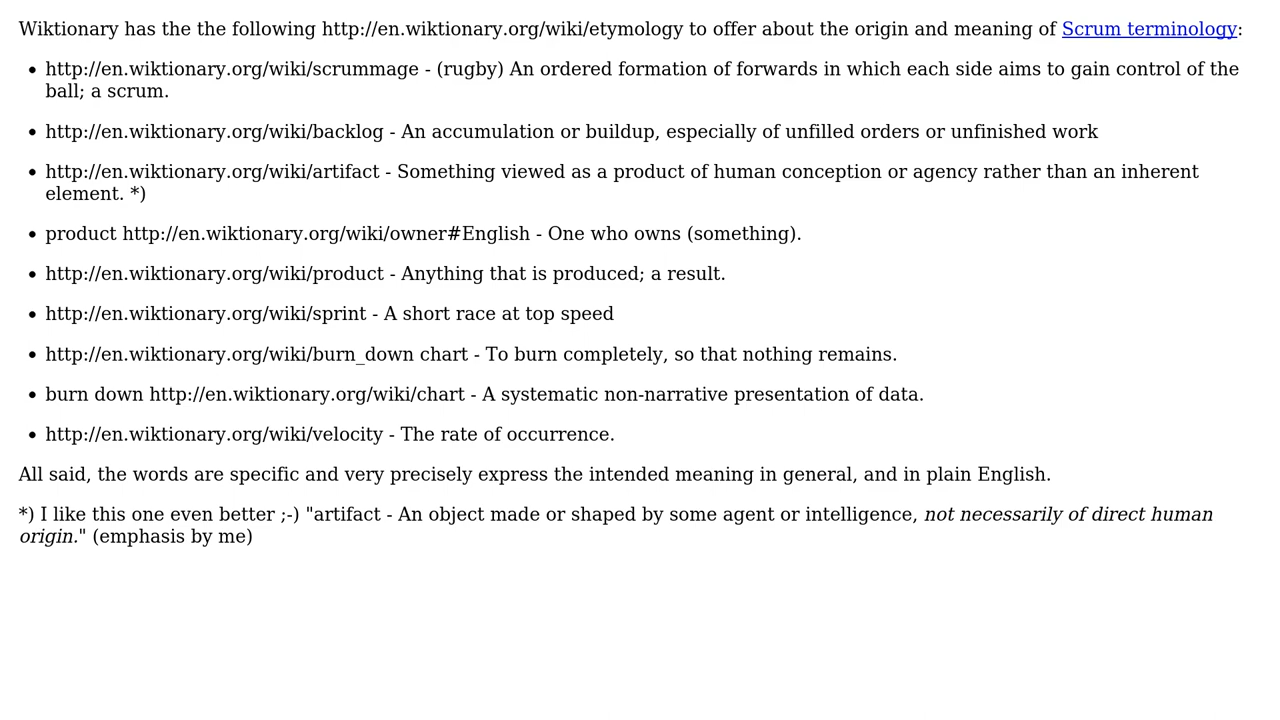 Wiktionary has the the following http://en.wiktionary.org/wiki/etymology to offer about the origin and meaning of Scrum terminology:
• http://en.wiktionary.org/wiki/scrummage - (rugby) An ordered formation of forwards in which each side aims to gain control of the
ball; a scrum.
• http://en.wiktionary.org/wiki/backlog - An accumulation or buildup, especially of unfilled orders or unfinished work
• http://en.wiktionary.org/wiki/artifact - Something viewed as a product of human conception or agency rather than an inherent
element. *)
• product http://en.wiktionary.org/wiki/owner#English - One who owns (something).
• http://en.wiktionary.org/wiki/product - Anything that is produced; a result.
• http://en.wiktionary.org/wiki/sprint - A short race at top speed
• http://en.wiktionary.org/wiki/burn_down chart - To burn completely, so that nothing remains.
• burn down http://en.wiktionary.org/wiki/chart - A systematic non-narrative presentation of data.
• http://en.wiktionary.org/wiki/velocity - The rate of occurrence.
All said, the words are specific and very precisely express the intended meaning in general, and in plain English.
*) I like this one even better ;-) "artifact - An object made or shaped by some agent or intelligence, not necessarily of direct human
origin." (emphasis by me)